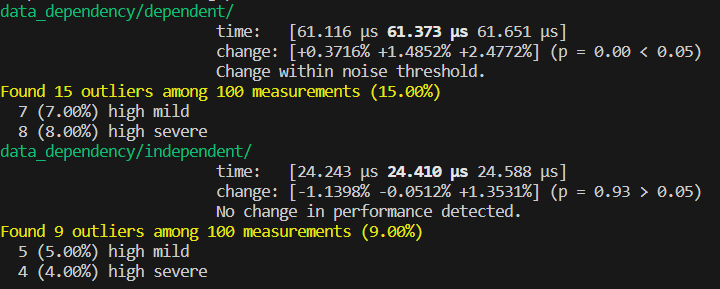 data_dependency/dependent/
time: [61.116 µs 61.373 µs 61.651 µs]
change: [+0.3716% +1.4852% +2.4772%] (p = 0.00 < 0.05)
Change within noise threshold.
Found 15 outliers among 100 measurements (15.00%)
7 (7.00%) high mild
8 (8.00%) high severe
data_dependency/independent/
time: [24.243 µs 24.410 µs 24.588 µs]
change: [-1.1398% -0.0512% +1.3531%] (p = 0.93 > 0.05)
No change in performance detected.
Found 9 outliers among 100 measurements (9.00%)
5 (5.00%) high mild
4 (4.00%) high severe